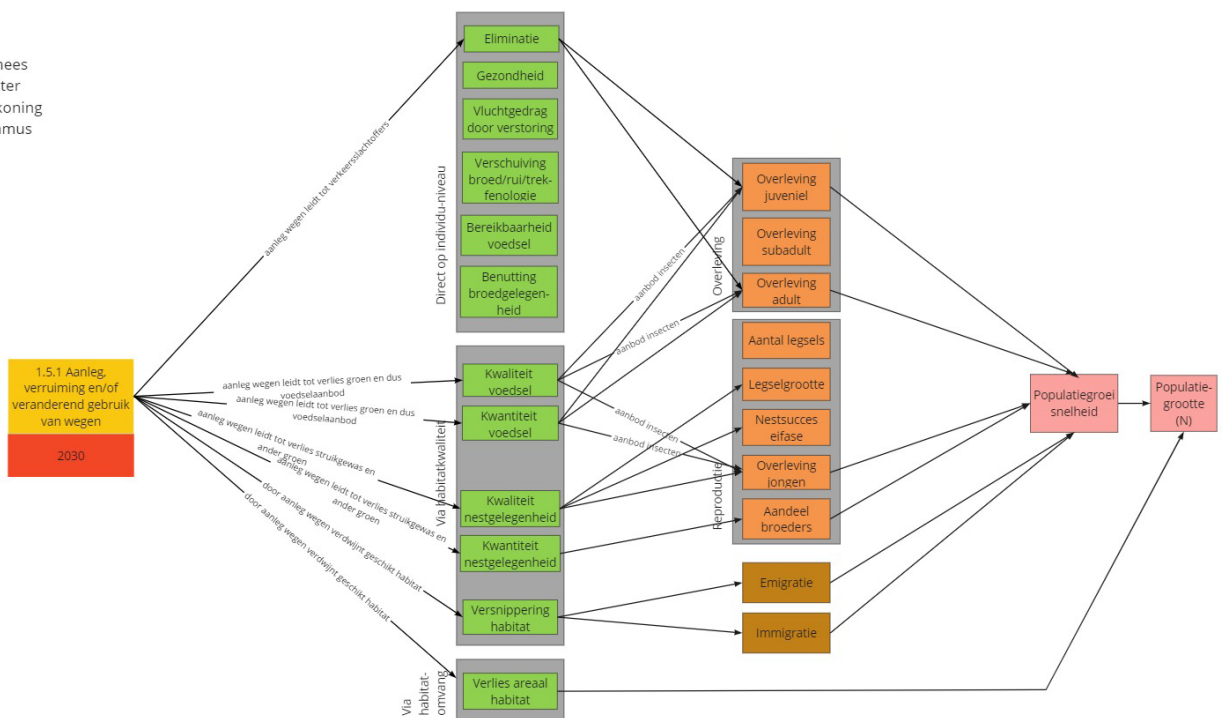 nees
ter
koning
mus
1.5.1 Aanleg,
verruiming en/of
veranderend gebruik
van wegen
2030
aanleg wegen leidt tot verkeersslachtoffers
aanleg wegen leidt tot verlies groen en dus
voedselaanbod
aanleg wegen leidt tot verlies groen en dus
voedselaanbod
aanleg wegen leidt tot verlies struikgewas en
ander groen
aanleg wegen leidt tot verlies struikgewas en
ander groen
door aanleg wegen verdwijnt geschikt habitat
door aanleg wegen verdwijnt geschikt habitat
Direct op individu-niveau
Eliminatie
Gezondheid
Vluchtgedrag
door verstoring
Verschuiving
broed/rui/trek-
fenologie
Bereikbaarheid
voedsel
Benutting
broedgelegen-
heid
Via habitatkwaliteit
Kwaliteit
voedsel
Kwantiteit
voedsel
Kwaliteit
nestgelegenheid
Kwantiteit
nestgelegenheid
Versnippering
habitat
Via
habitat-
omvang
Verlies areaal
habitat
aanbod insecten
aanbod insecten
aanbod insecten
aanbod insecten
Overleving
Overleving
juveniel
Overleving
subadult
Overleving
adult
Reproductie
Aantal legsels
Legselgrootte
Nestsucces
eifase
Overleving
jongen
Aandeel
broeders
Emigratie
Immigratie
Populatiegroei
snelheid
Populatie-
grootte
(N)